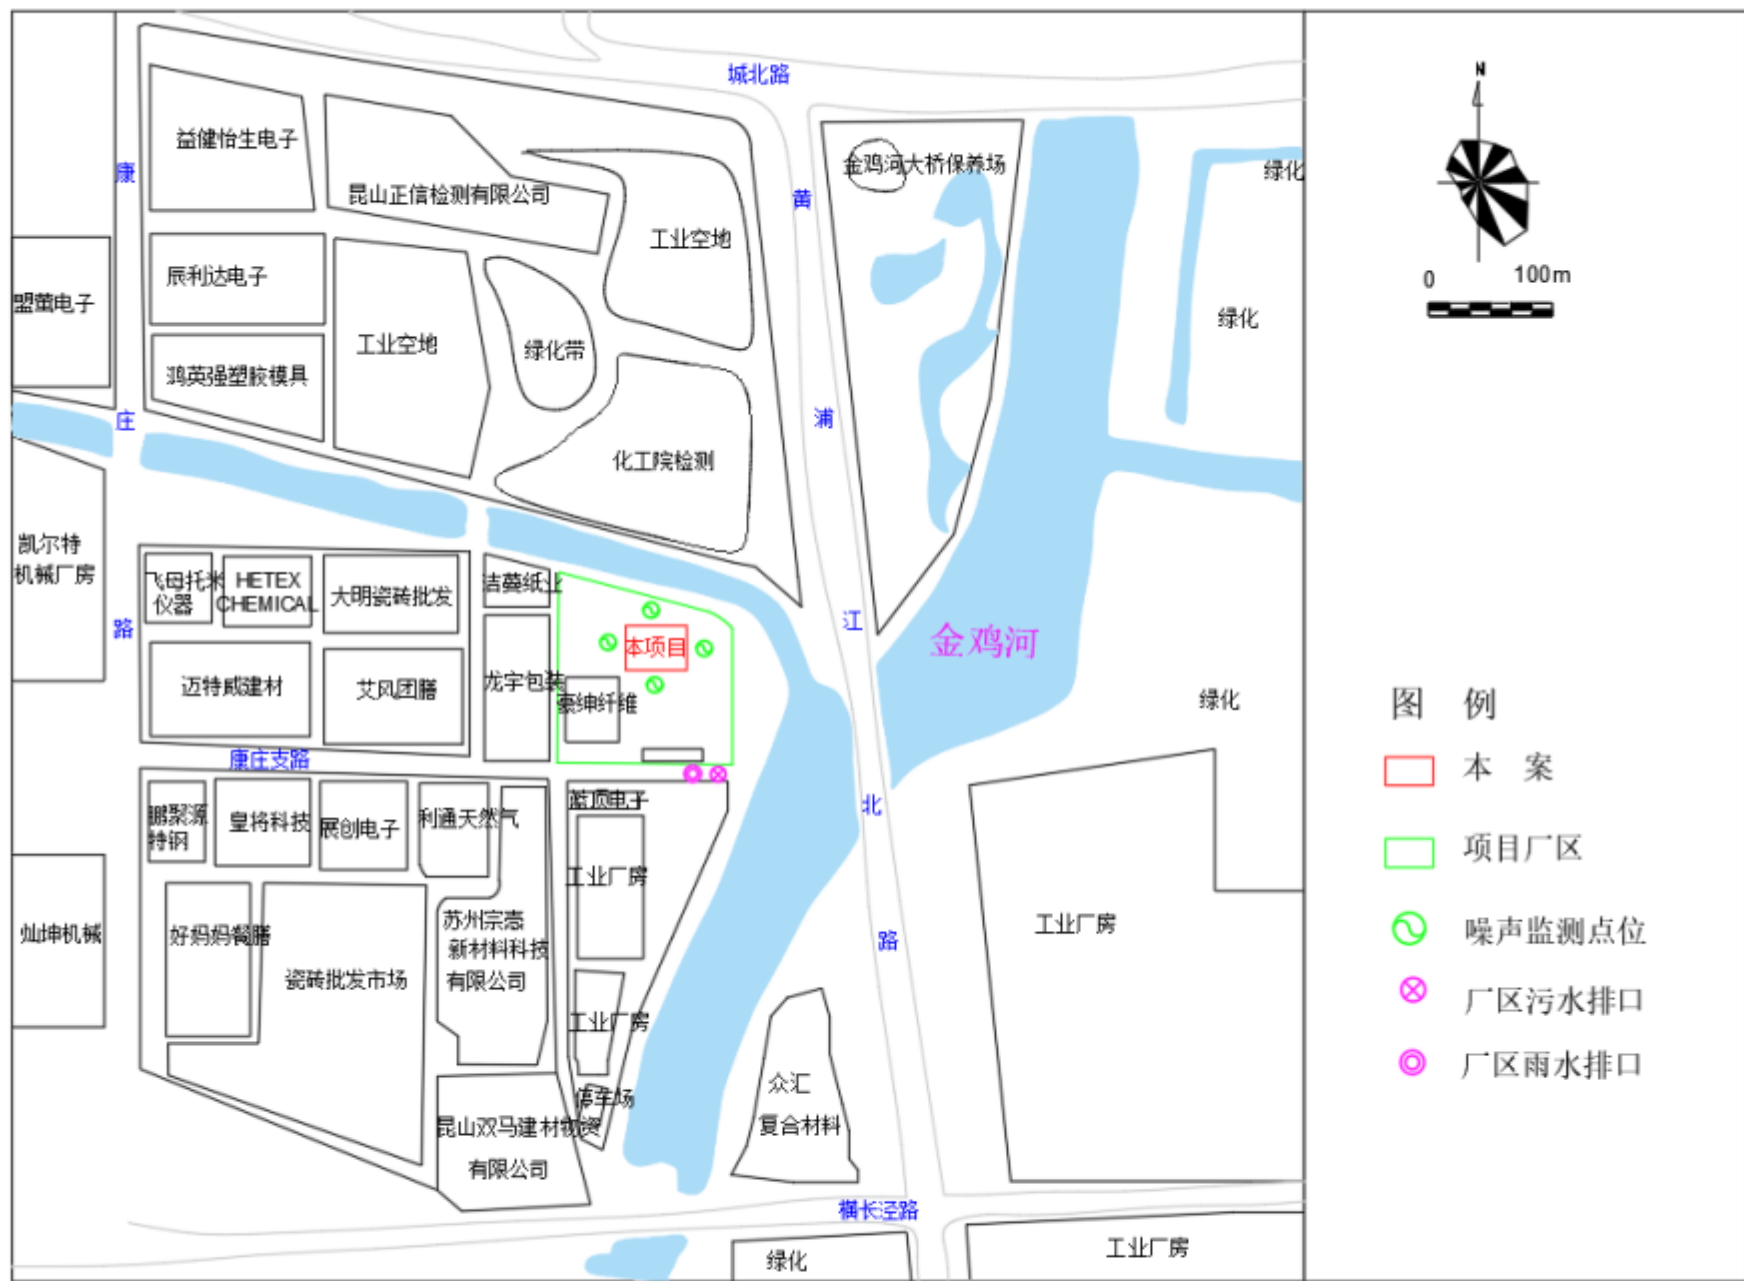 城北路
N
益健怡生电子
金鸡河大桥保养场
绿化
康
昆山正信检测有限公司
黄
工业空地
辰利达电子
0
100m
盟萤电子
绿化
工业空地
绿化带
鸿英强塑胶模具
浦
庄
化工院检测
凯尔特
机械厂房
飞母托米
仪器
HETEX
CHEMICAL
大明瓷砖批发
洁蒌纸业
路
江
金鸡河
本项目
迈特威建材
艾风团膳
龙宇包装
豪绅纤维
绿化
图 例
康庄支路
本 案
鹏聚源
特钢
皇将科技
展创电子
利通天然气
蓝顶电子
北
项目厂区
工业厂房
灿坤机械
好妈妈餐膳
苏州宗悫
新材料科技
有限公司
瓷砖批发市场
路
工业厂房
噪声监测点位
工业厂房
厂区污水排口
停车场
众汇
复合材料
厂区雨水排口
昆山双马建材物资
有限公司
横长泾路
绿化
工业厂房